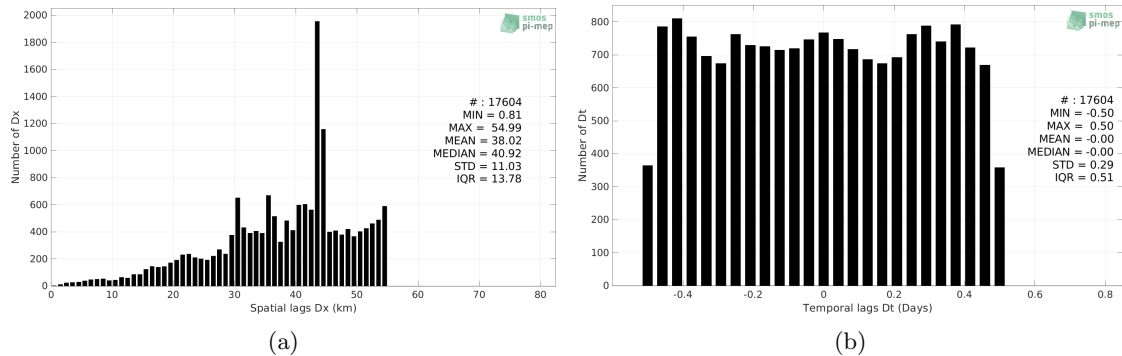 2000
1800
1600
1400
1200
1000
800
600
400
200
0
Number of Dx
0 10 20 30 40 50 60 70 80
Spatial lags Dx (km)
smos
pi-mep
# : 17604
MIN = 0.81
MAX = 54.99
MEAN = 38.02
MEDIAN = 40.92
STD = 11.03
IQR = 13.78
(a)
800
700
600
500
400
300
200
100
0
Number of Dt
-0.4 -0.2 0 0.2 0.4 0.6 0.8
Temporal lags Dt (Days)
smos
pi-mep
# : 17604
MIN = -0.50
MAX = 0.50
MEAN = -0.00
MEDIAN = -0.00
STD = 0.29
IQR = 0.51
(b)